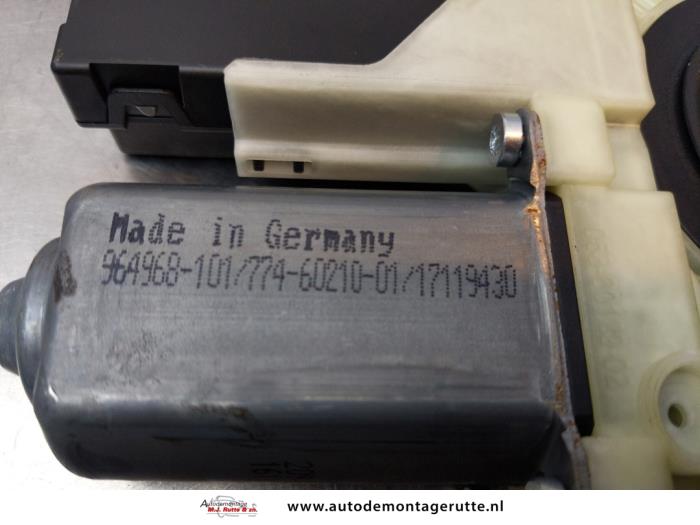 Made in Germany
964968-101/774-60210-01/17119430
Autodemontage
M.J. Rutte & zn.
www.autodemontagerutte.nl